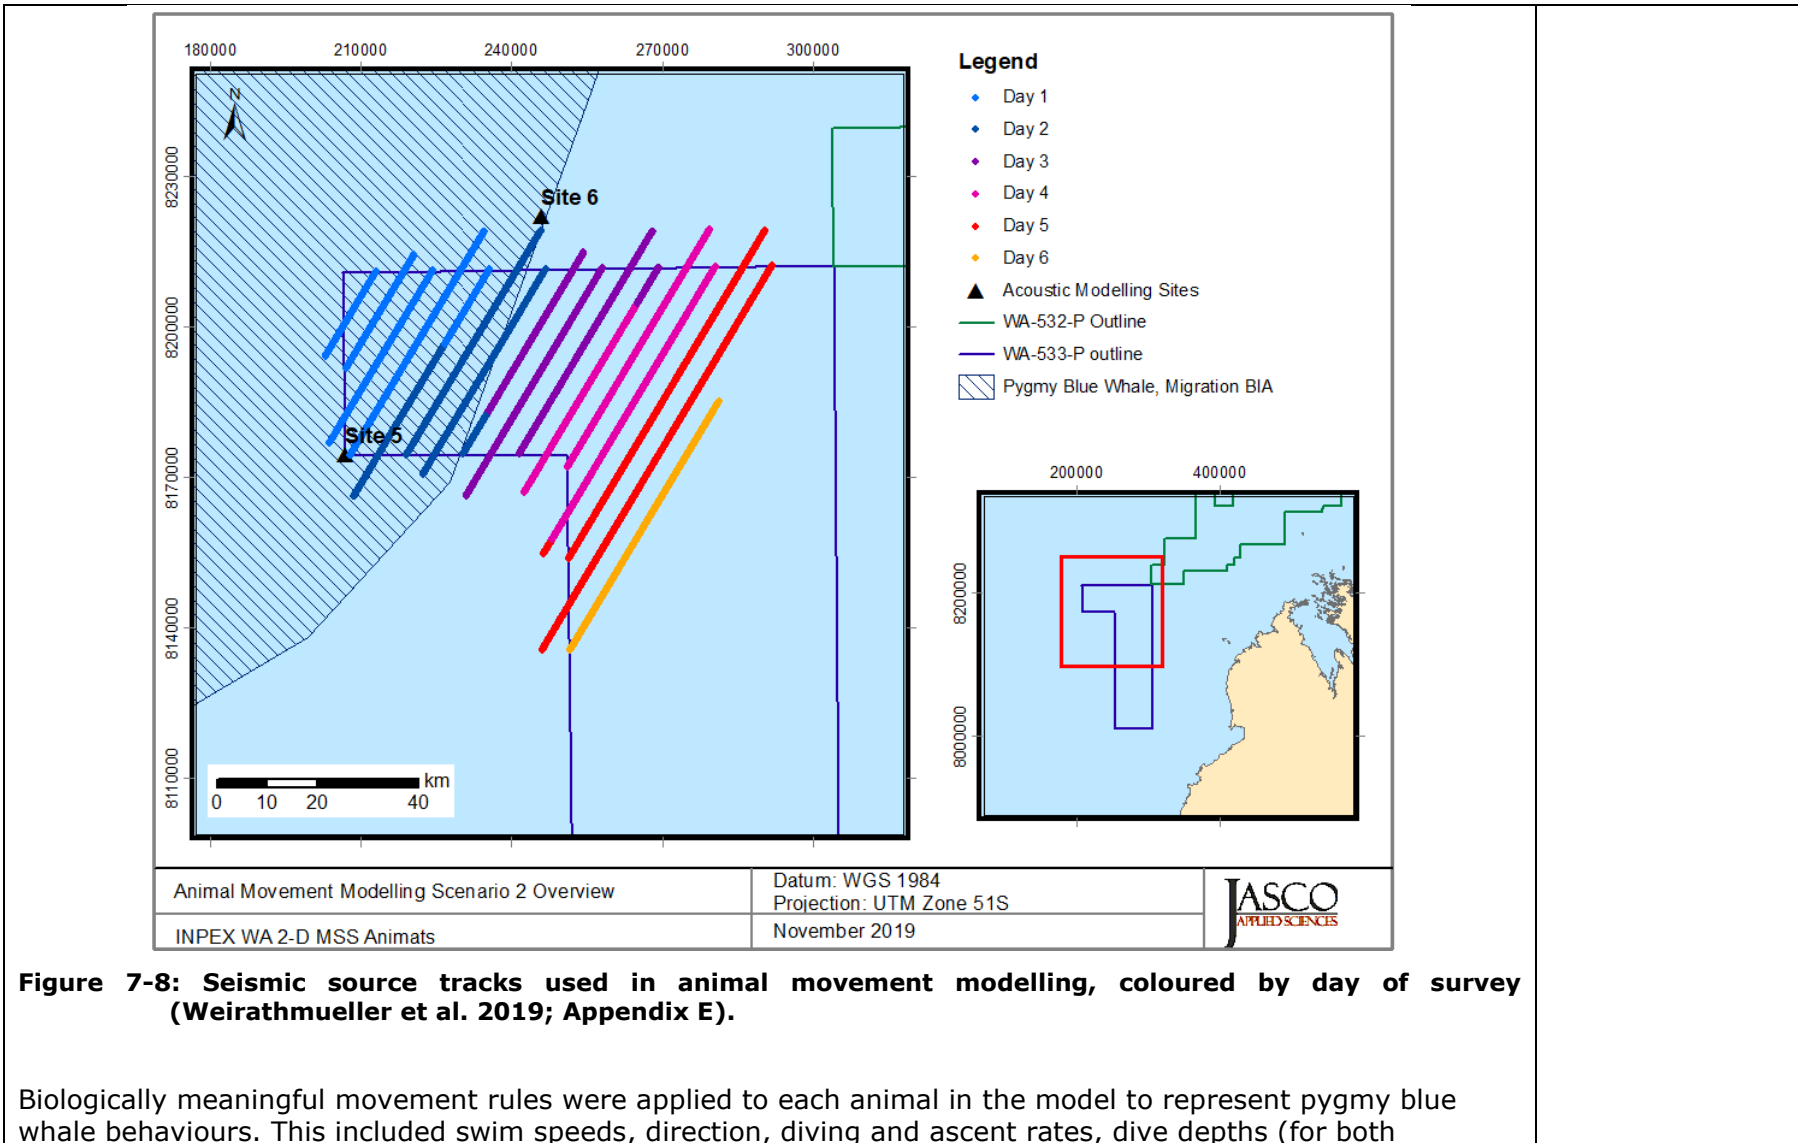 180000 210000 240000 270000 300000
8230000
8200000
8170000
8140000
8110000
N
Site 6
Site 5
km
0 10 20 40
Legend
Day 1
Day 2
Day 3
Day 4
Day 5
Day 6
Acoustic Modelling Sites
WA-532-P Outline
WA-533-P outline
Pygmy Blue Whale, Migration BIA
200000 400000
8200000
8000000
Animal Movement Modelling Scenario 2 Overview
INPEX WA 2-D MSS Animats
Datum: WGS 1984
Projection: UTM Zone 51S
November 2019
JASCO
APPLIED SCIENCES
Figure 7-8: Seismic source tracks used in animal movement modelling, coloured by day of survey
(Weirathmueller et al. 2019; Appendix E).
Biologically meaningful movement rules were applied to each animal in the model to represent pygmy blue
whale behaviours. This included swim speeds, direction, diving and ascent rates, dive depths (for both